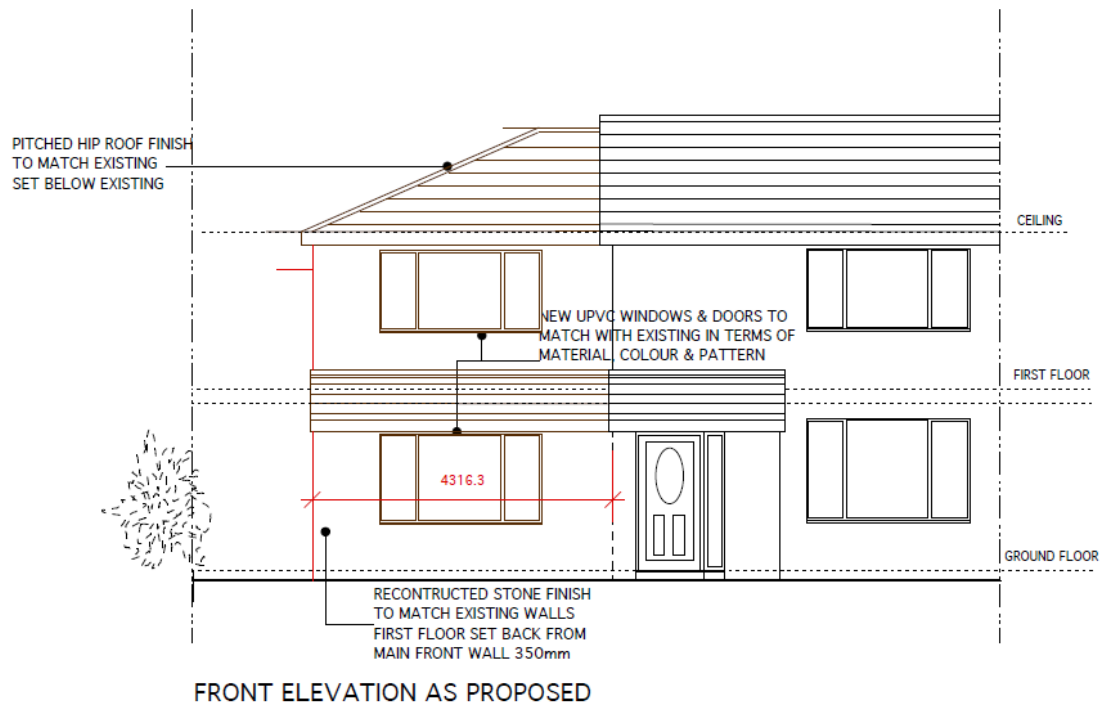 PITCHED HIP ROOF FINISH
TO MATCH EXISTING
SET BELOW EXISTING
CEILING
NEW UPVC WINDOWS & DOORS TO
MATCH WITH EXISTING IN TERMS OF
MATERIAL, COLOUR & PATTERN
FIRST FLOOR
4316.3
GROUND FLOOR
RECONTRUCTED STONE FINISH
TO MATCH EXISTING WALLS
FIRST FLOOR SET BACK FROM
MAIN FRONT WALL 350mm
FRONT ELEVATION AS PROPOSED